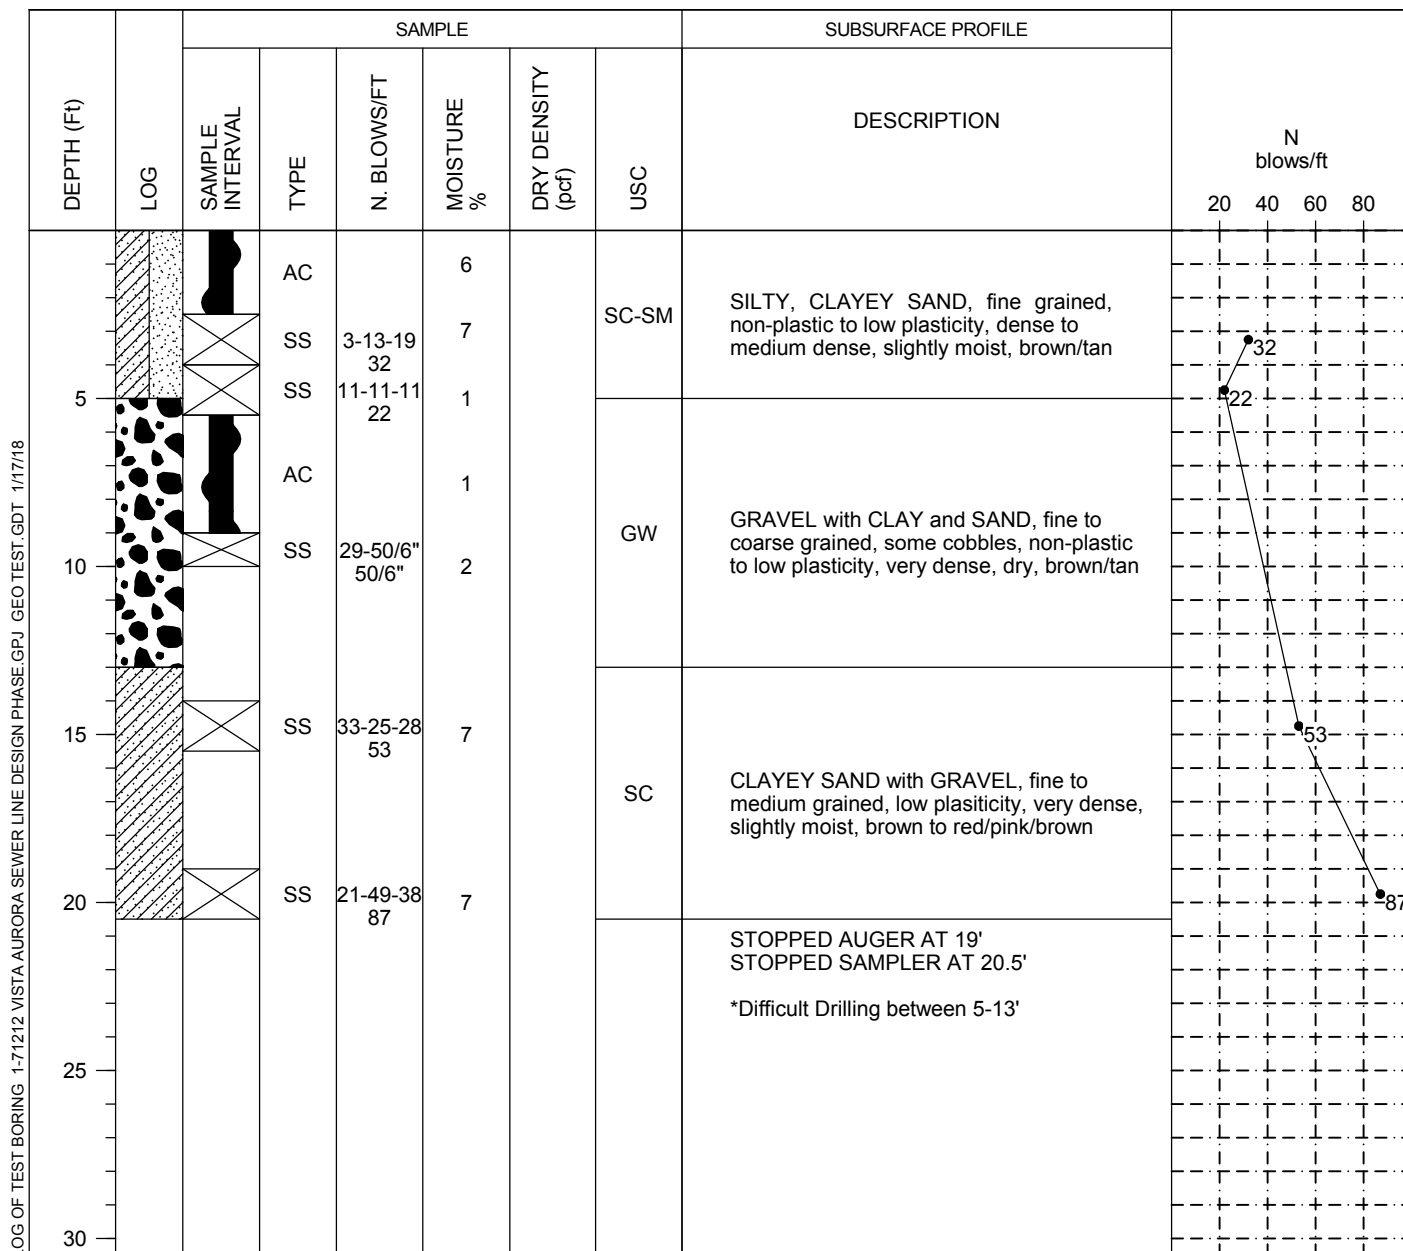 SAMPLE
SUBSURFACE PROFILE
DEPTH (Ft)
LOG
SAMPLE
INTERVAL
TYPE
N. BLOWS/FT
MOISTURE
%
DRY DENSITY
(pcf)
USC
DESCRIPTION
N
blows/ft
20 40 60 80
AC 6
SS 3-13-19 7
32
SC-SM
SILTY, CLAYEY SAND, fine grained,
non-plastic to low plasticity, dense to
medium dense, slightly moist, brown/tan
32
5
SS 11-11-11 1
22
22
AC 1
10
SS 29-50/6" 2
50/6"
GW
GRAVEL with CLAY and SAND, fine to
coarse grained, some cobbles, non-plastic
to low plasticity, very dense, dry, brown/tan
15
SS 33-25-28 7
53
53
SC
CLAYEY SAND with GRAVEL, fine to
medium grained, low plasiticity, very dense,
slightly moist, brown to red/pink/brown
20
SS 21-49-38 7
87
87
STOPPED AUGER AT 19'
STOPPED SAMPLER AT 20.5'
*Difficult Drilling between 5-13'
25
30
OG OF TEST BORING 1-71212 VISTA AURORA SEWER LINE DESIGN PHASE.GPJ GEO TEST.GDT 1/17/18